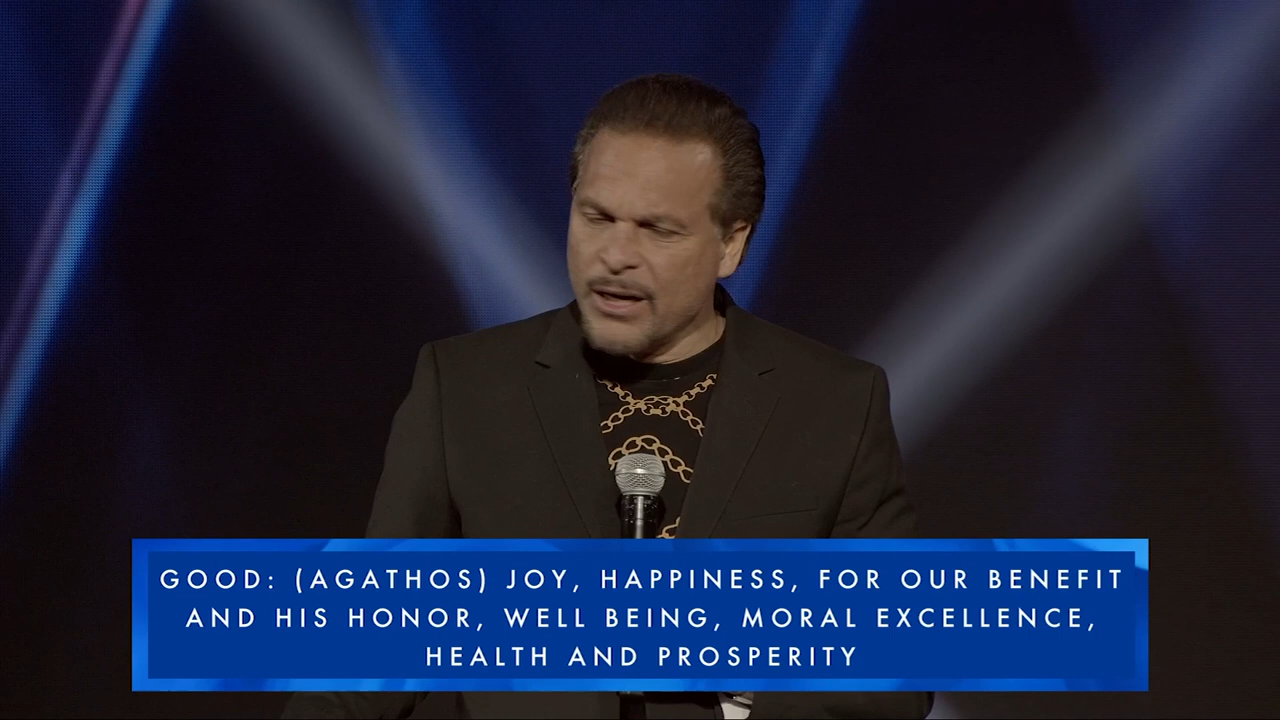 GOOD: (AGATHOS) JOY, HAPPINESS, FOR OUR BENEFIT
AND HIS HONOR, WELL BEING, MORAL EXCELLENCE,
HEALTH AND PROSPERITY